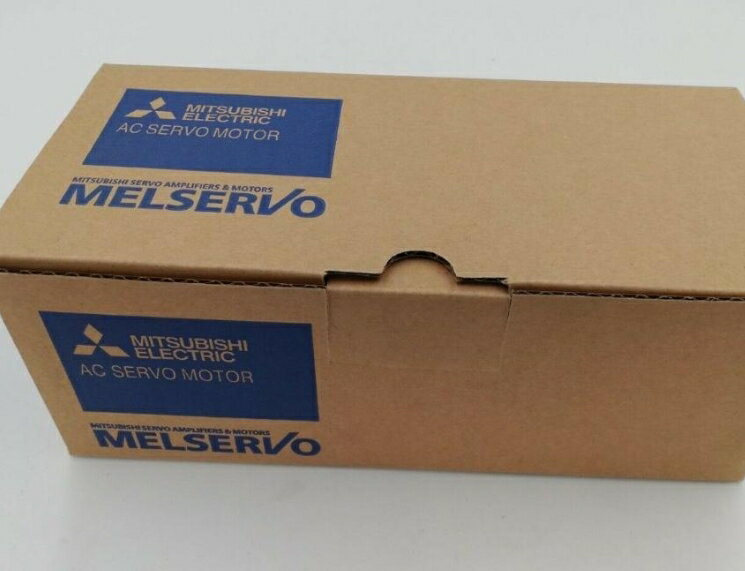 MITSUBISHI
ELECTRIC
AC SERVO MOTOR
MITSUBISHI SERVO AMPLIFIERS & MOTORS
MELSERVO
MITSUBISHI
ELECTRIC
AC SERVO MOTOR
MITSUBISHI SERVO AMPLIFIERS & MOTORS
MELSERVO